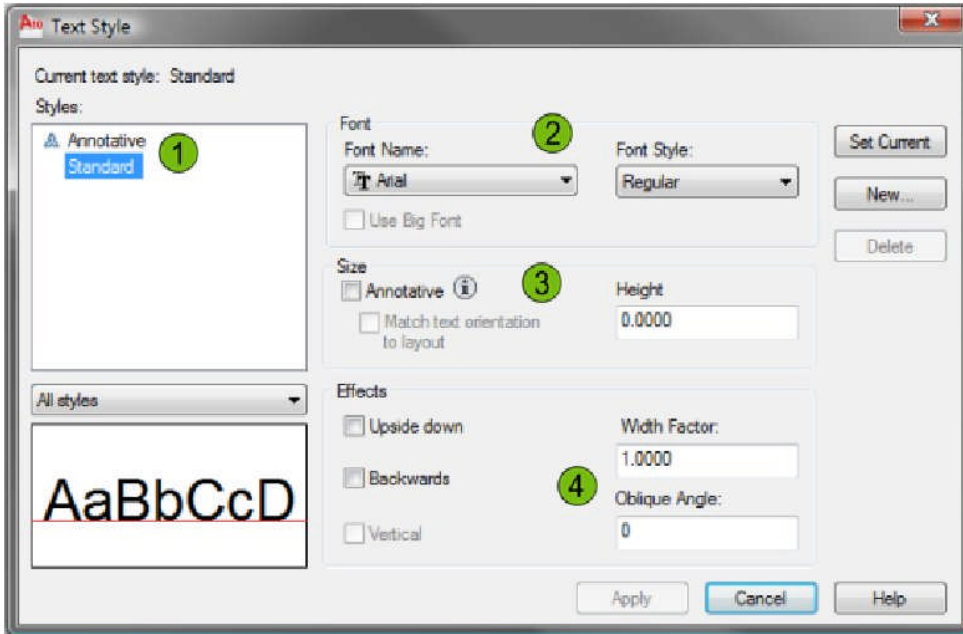 Text Style
Current text style: Standard
Styles:
Annotative
Standard
1
Font
2
Font Name:
Font Style:
Arial
Regular
Use Big Font
Set Current
New...
Delete
Size
3
Annotative
Height
Match text orientation
to layout
0.0000
All styles
AaBbCcD
Effects
Upside down
Width Factor:
1.0000
Backwards
4
Oblique Angle:
0
Vertical
Apply
Cancel
Help